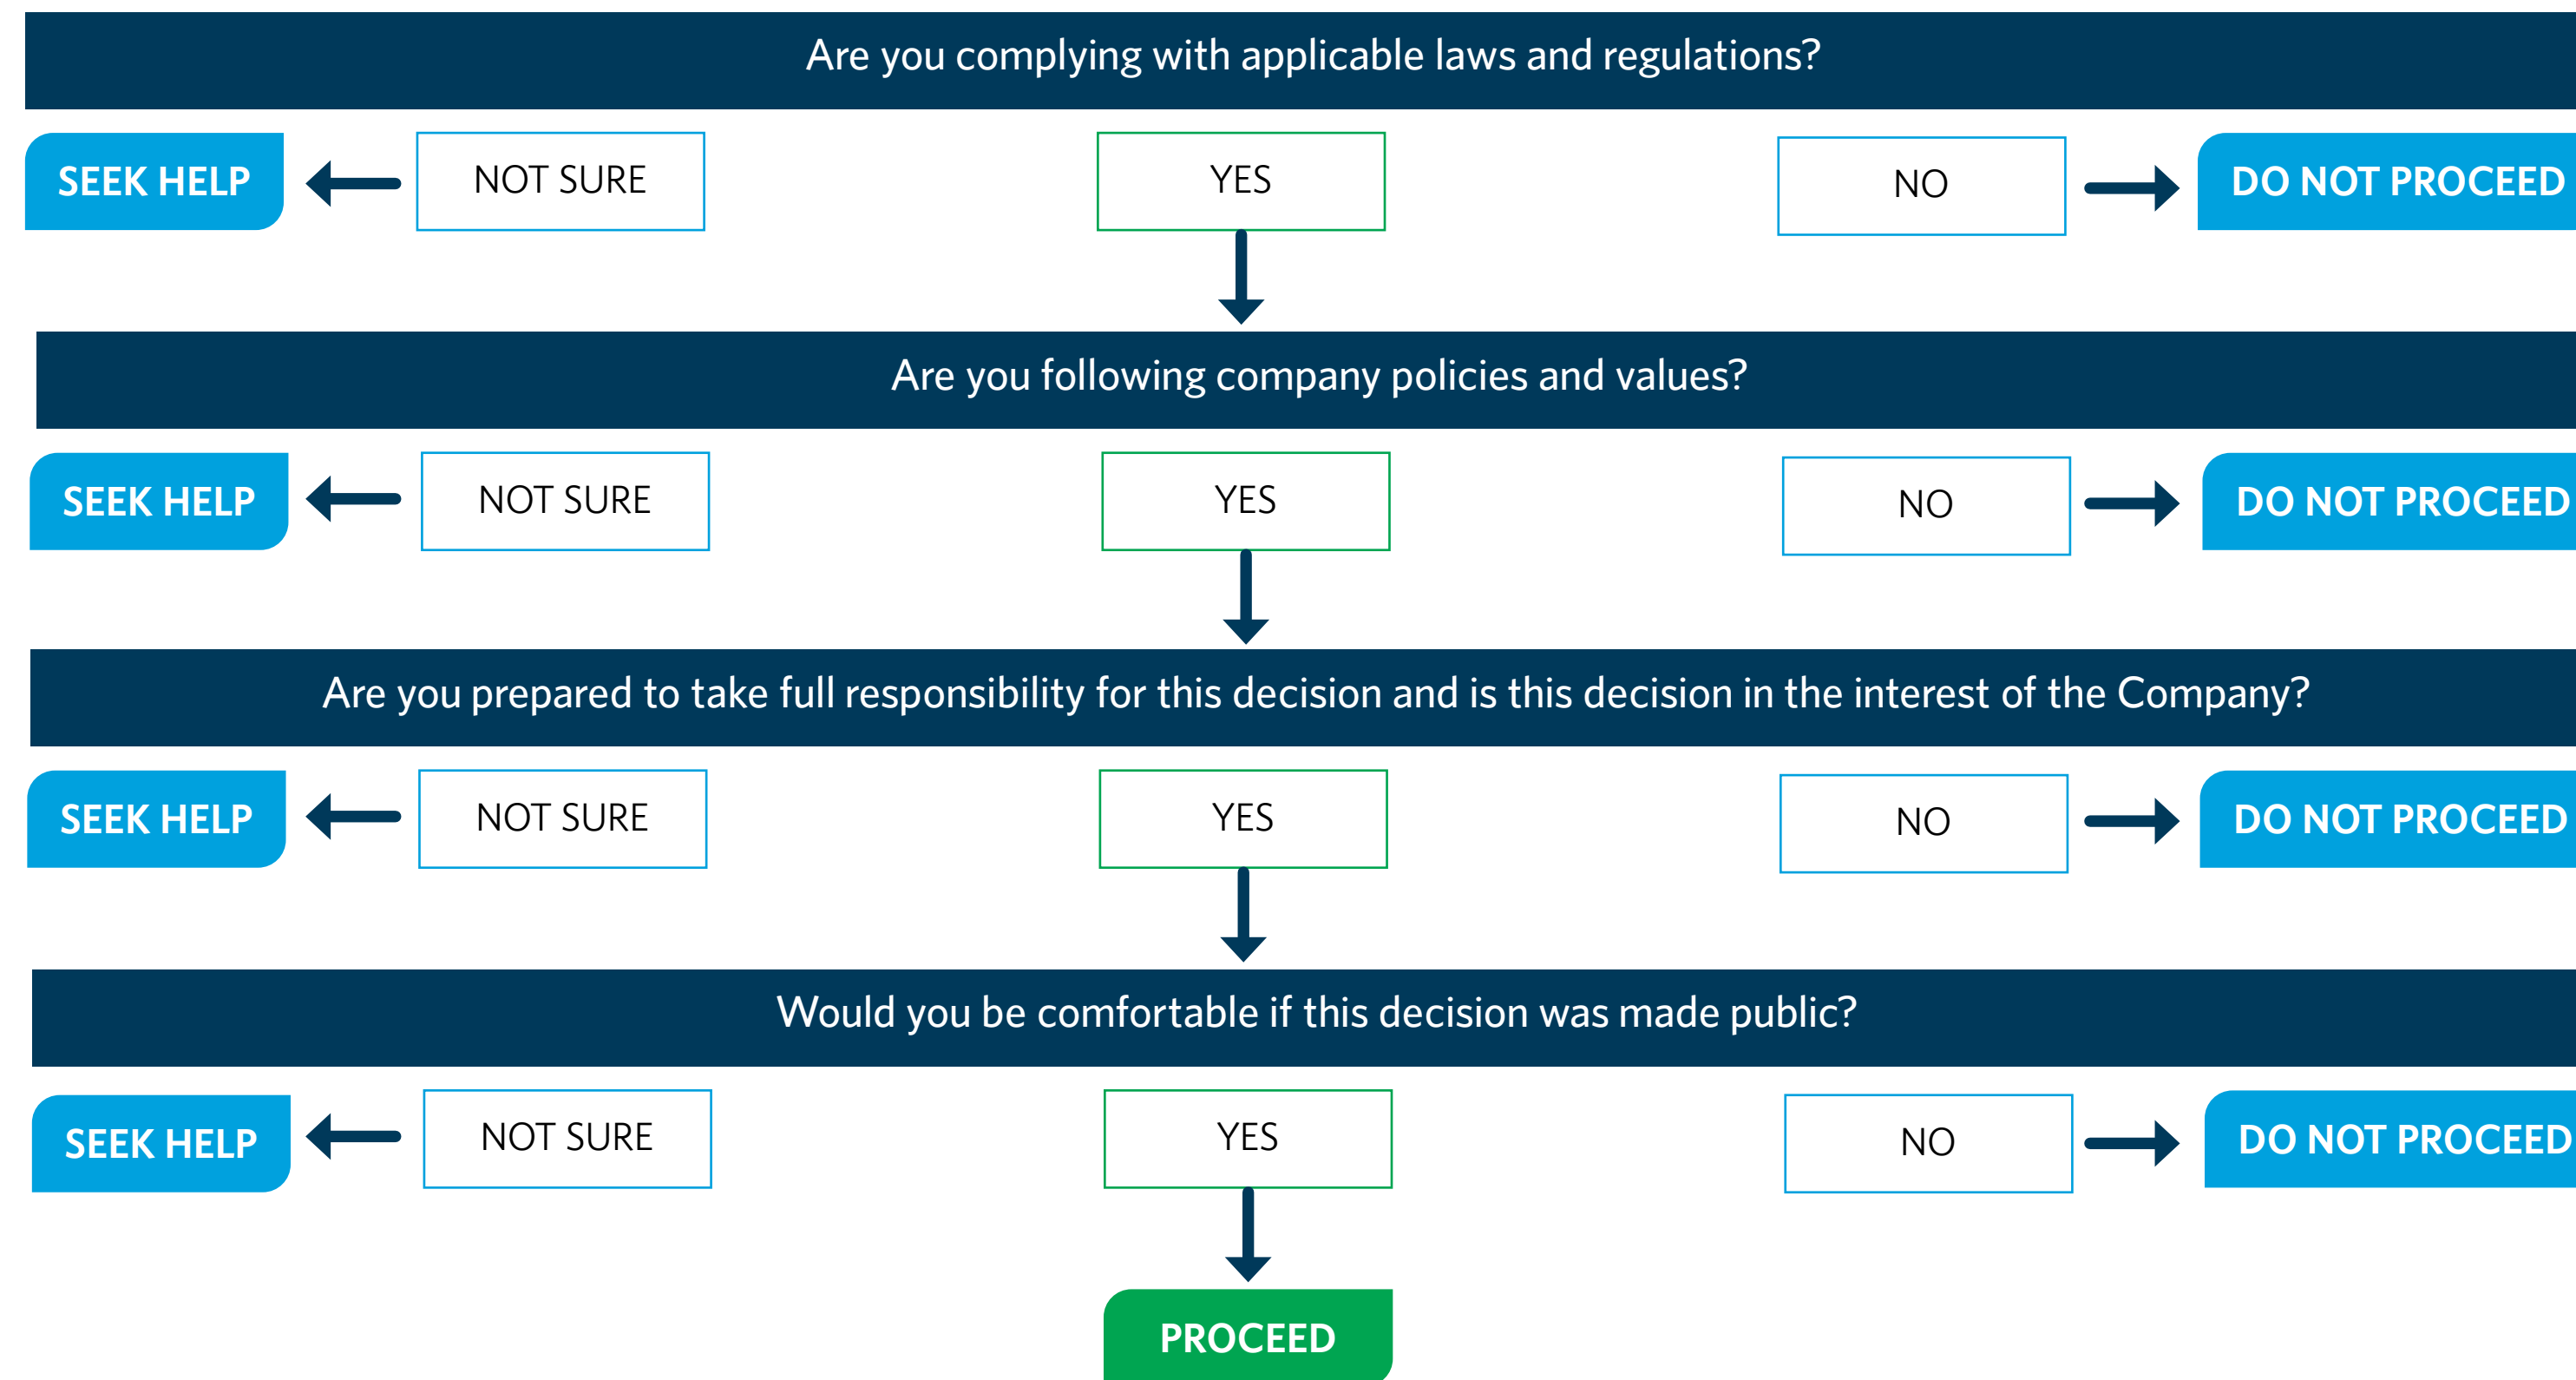 Are you complying with applicable laws and regulations?
SEEK HELP
NOT SURE
YES
NO
DO NOT PROCEED
Are you following company policies and values?
SEEK HELP
NOT SURE
YES
NO
DO NOT PROCEED
Are you prepared to take full responsibility for this decision and is this decision in the interest of the Company?
SEEK HELP
NOT SURE
YES
NO
DO NOT PROCEED
Would you be comfortable if this decision was made public?
SEEK HELP
NOT SURE
YES
NO
DO NOT PROCEED
PROCEED